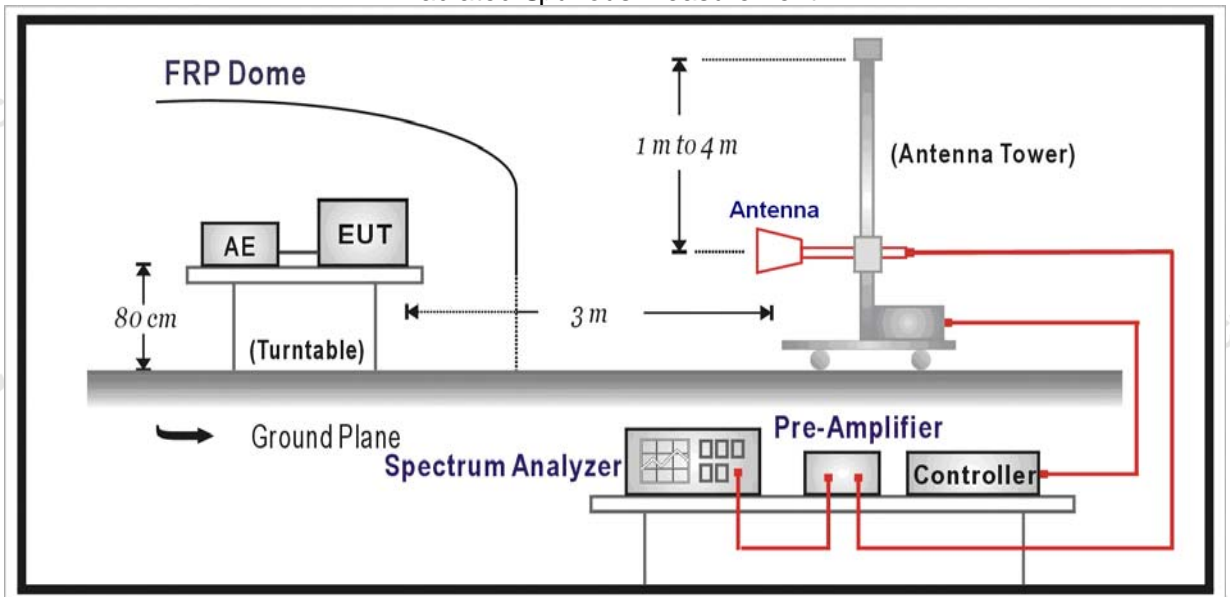 FRP Dome
1 m to 4 m
(Antenna Tower)
Antenna
AE
EUT
80 cm
3 m
(Turntable)
Ground Plane
Spectrum Analyzer
Pre-Amplifier
Controller